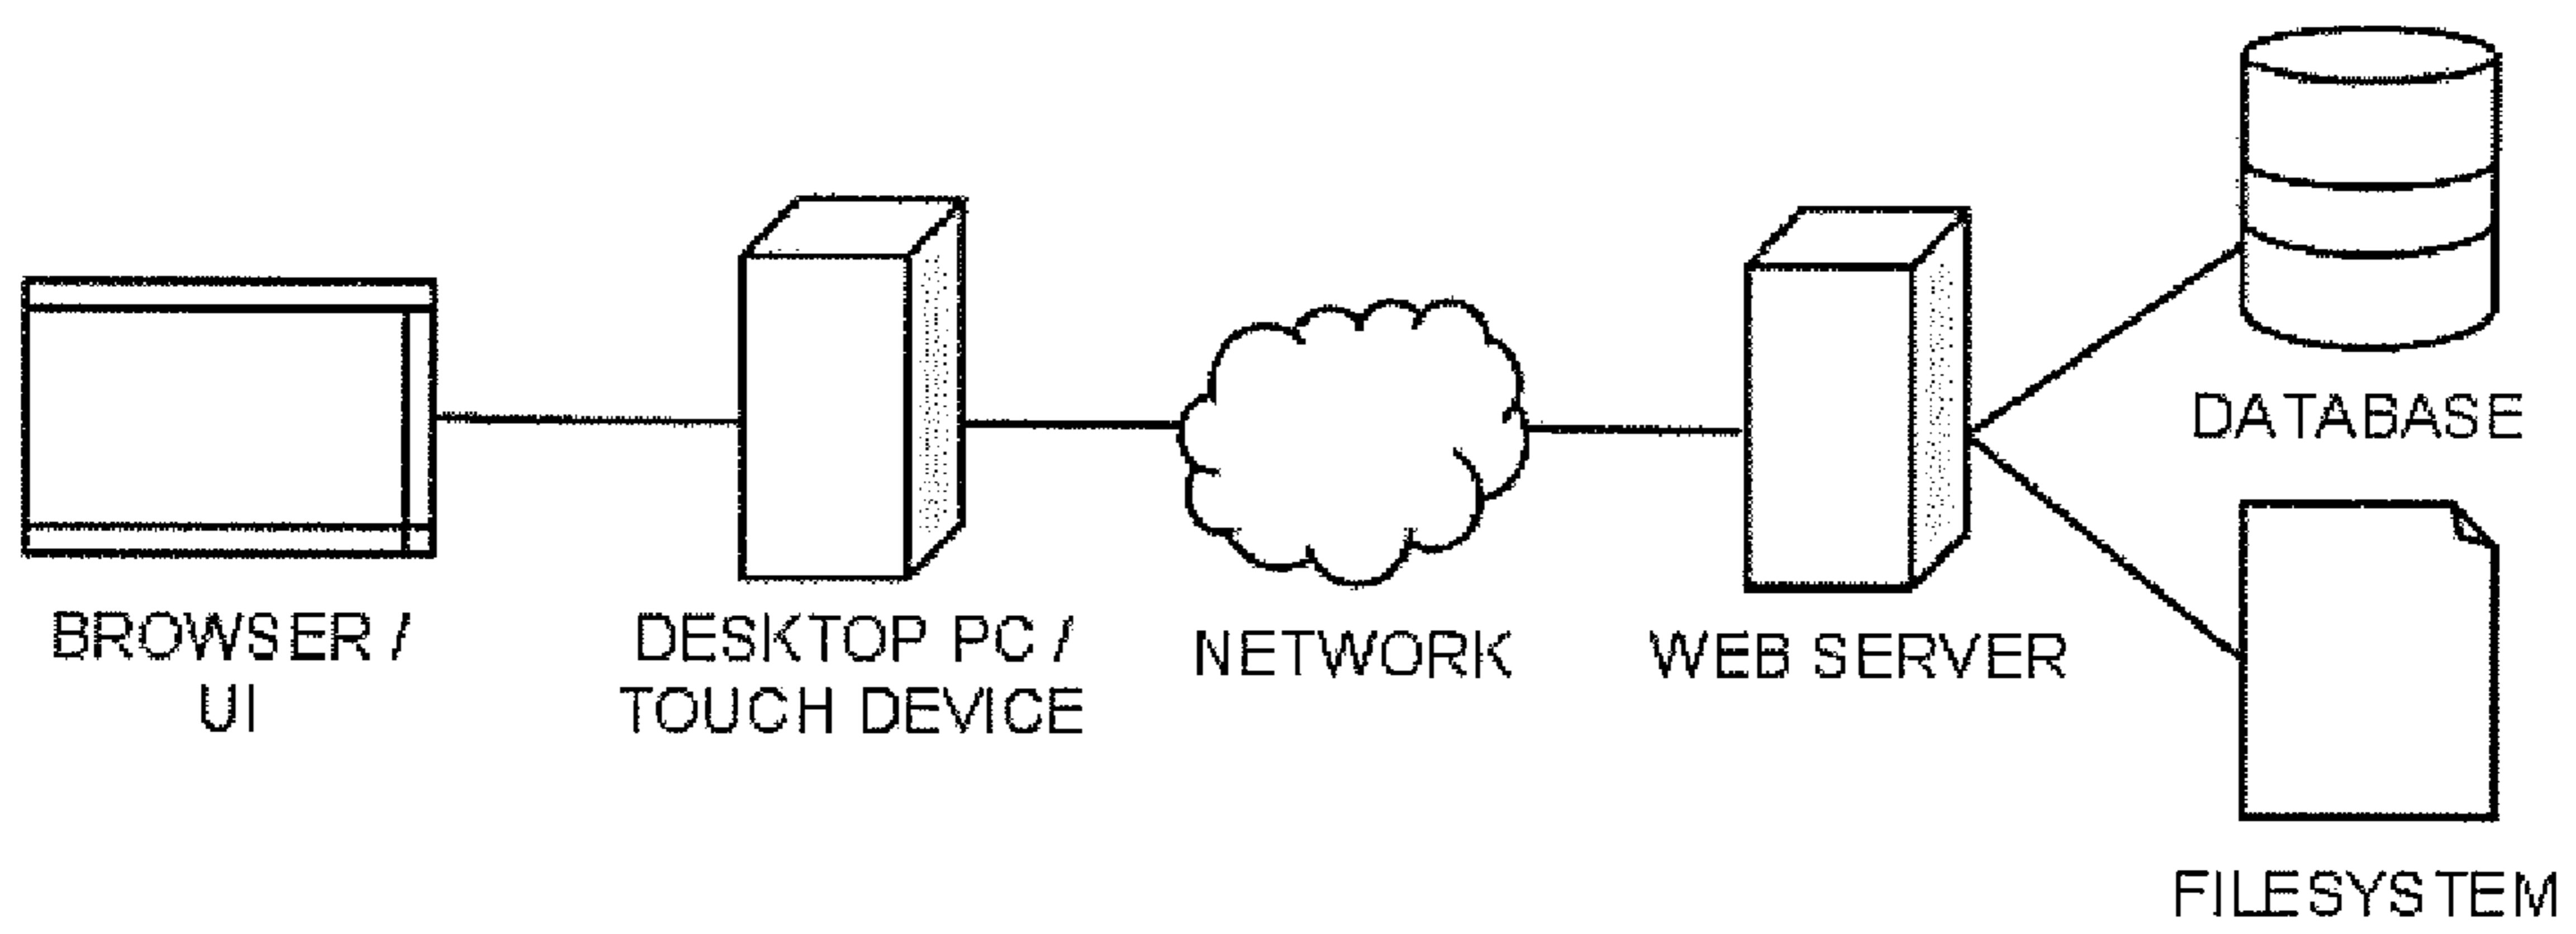 BROWSER /
UI
DESKTOP PC /
TOUCH DEVICE
NETWORK
WEB SERVER
DATABASE
FILESYSTEM